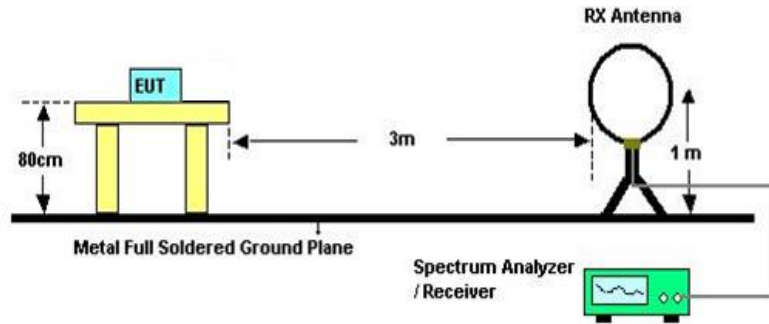 RX Antenna
EUT
3m
80cm
1 m
Metal Full Soldered Ground Plane
Spectrum Analyzer
/ Receiver